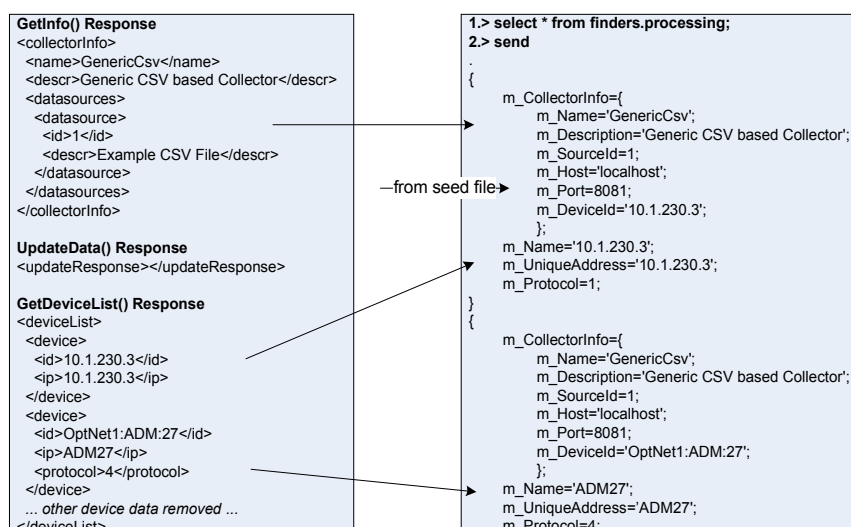 GetInfo() Response
<collectorInfo>
<name>GenericCsv</name>
<descr>Generic CSV based Collector</descr>
<datasources>
<datasource>
<id>1</id>
<descr>Example CSV File</descr>
</datasource>
</datasources>
</collectorInfo>
UpdateData() Response
<updateResponse></updateResponse>
GetDeviceList() Response
<deviceList>
<device>
<id>10.1.230.3</id>
<ip>10.1.230.3</ip>
</device>
<device>
<id>OptNet1:ADM:27</id>
<ip>ADM27</ip>
<protocol>4</protocol>
</device>
... other device data removed ...
</deviceList>
from seed file
1.> select * from finders.processing;
2.> send
.
{
m_CollectorInfo={
m_Name='GenericCsv';
m_Description='Generic CSV based Collector';
m_SourceId=1;
m_Host='localhost';
m_Port=8081;
m_DeviceId='10.1.230.3';
};
m_Name='10.1.230.3';
m_UniqueAddress='10.1.230.3';
m_Protocol=1;
}
{
m_CollectorInfo={
m_Name='GenericCsv';
m_Description='Generic CSV based Collector';
m_SourceId=1;
m_Host='localhost';
m_Port=8081;
m_DeviceId='OptNet1:ADM:27';
};
m_Name='ADM27';
m_UniqueAddress='ADM27';
m_Protocol=4;